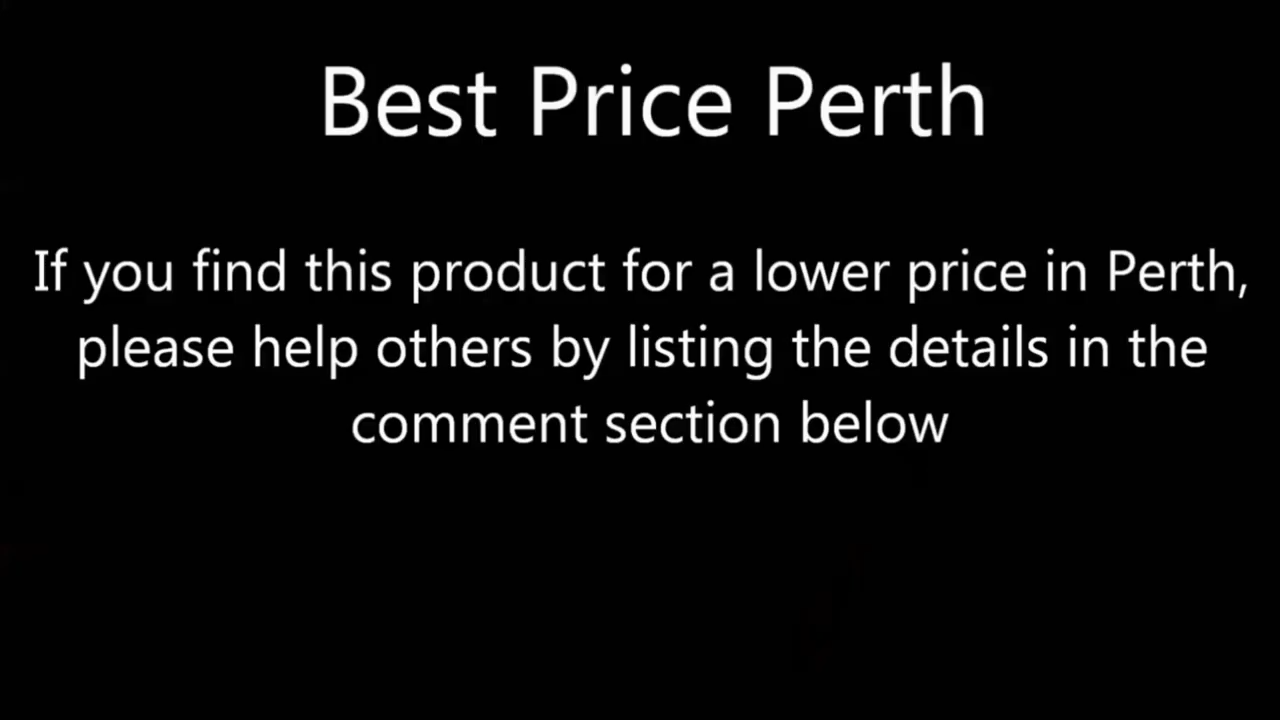 Best Price Perth
If you find this product for a lower price in Perth,
please help others by listing the details in the
comment section below